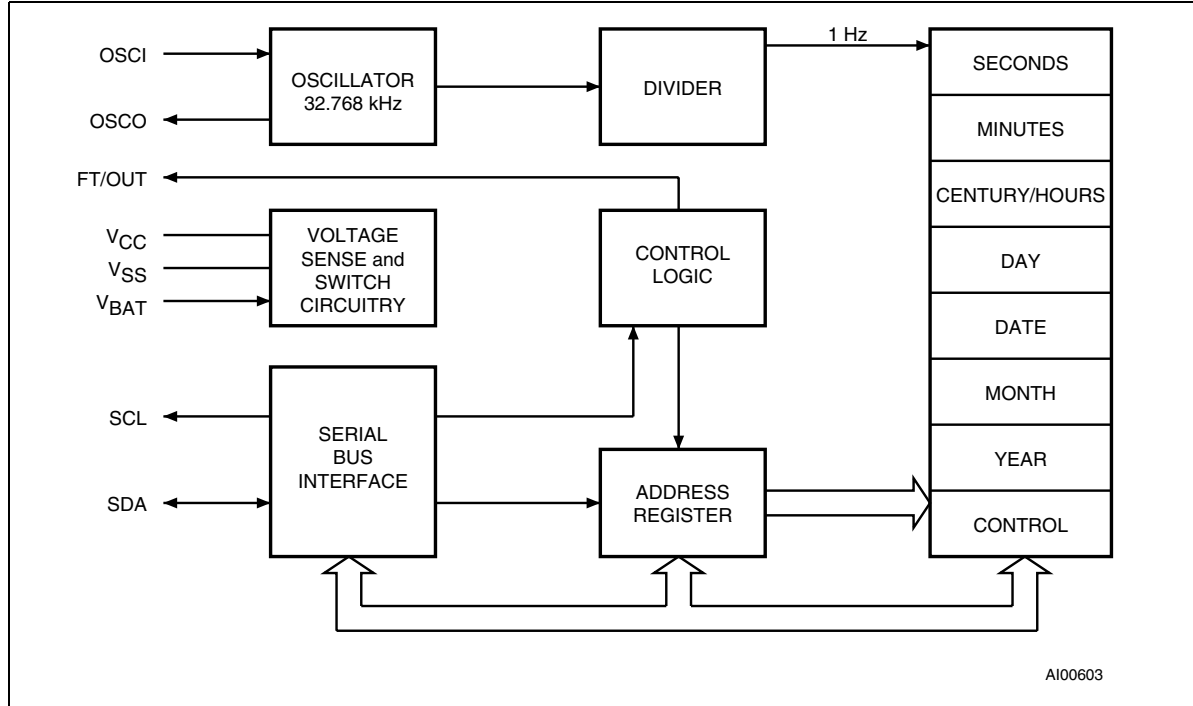 OSCI
OSCO
FT/OUT
VCC
VSS
VBAT
SCL
SDA
OSCILLATOR
32.768 kHz
DIVIDER
1 Hz
VOLTAGE
SENSE and
SWITCH
CIRCUITRY
CONTROL
LOGIC
SERIAL
BUS
INTERFACE
ADDRESS
REGISTER
SECONDS
MINUTES
CENTURY/HOURS
DAY
DATE
MONTH
YEAR
CONTROL
AI00603